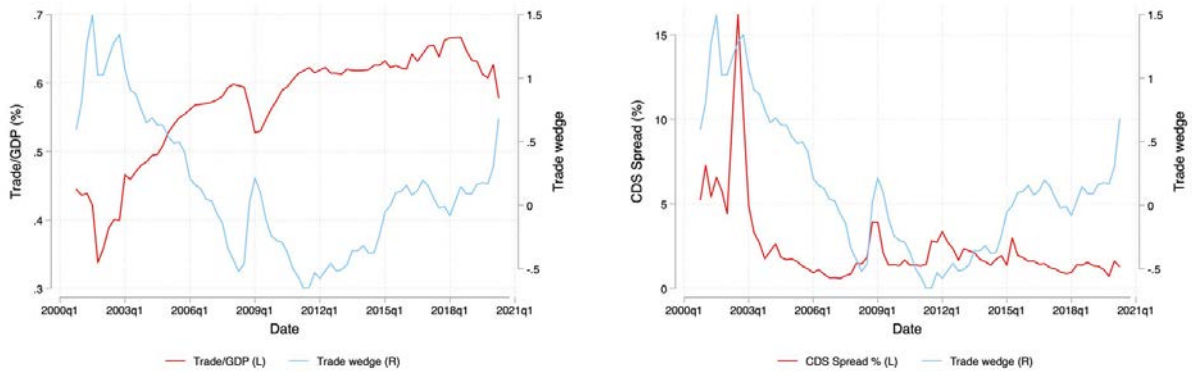 .7
.6
.5
.4
.3
Trade/GDP (%)
1.5
1
.5
0
-.5
Trade wedge
2000q1 2003q1 2006q1 2009q1 2012q1 2015q1 2018q1 2021q1
Date
Trade/GDP (L) Trade wedge (R)
15
10
5
0
CDS Spread (%)
1.5
1
.5
0
-.5
Trade wedge
2000q1 2003q1 2006q1 2009q1 2012q1 2015q1 2018q1 2021q1
Date
CDS Spread % (L) Trade wedge (R)